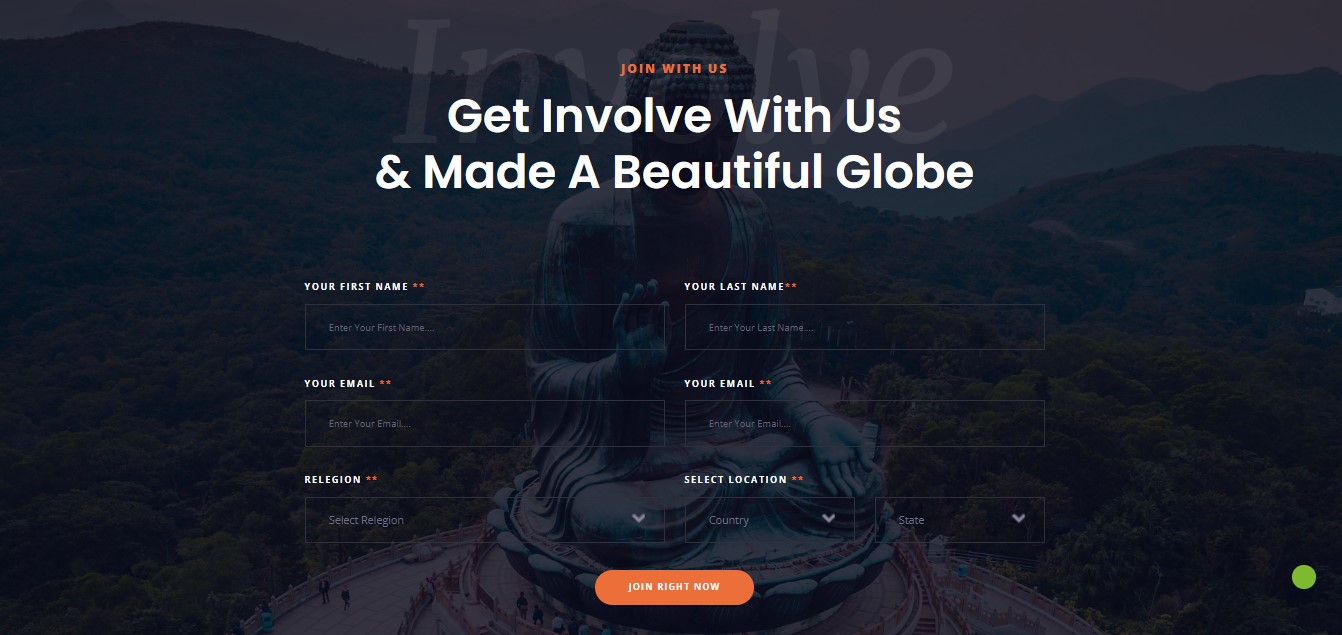 Involve
JOIN WITH US
Get Involve With Us
& Made A Beautiful Globe
YOUR FIRST NAME **
YOUR LAST NAME**
Enter Your First Name....
Enter Your Last Name....
YOUR EMAIL **
YOUR EMAIL **
Enter Your Email....
Enter Your Email....
RELEGION **
SELECT LOCATION **
Select Relegion
Country
State
JOIN RIGHT NOW